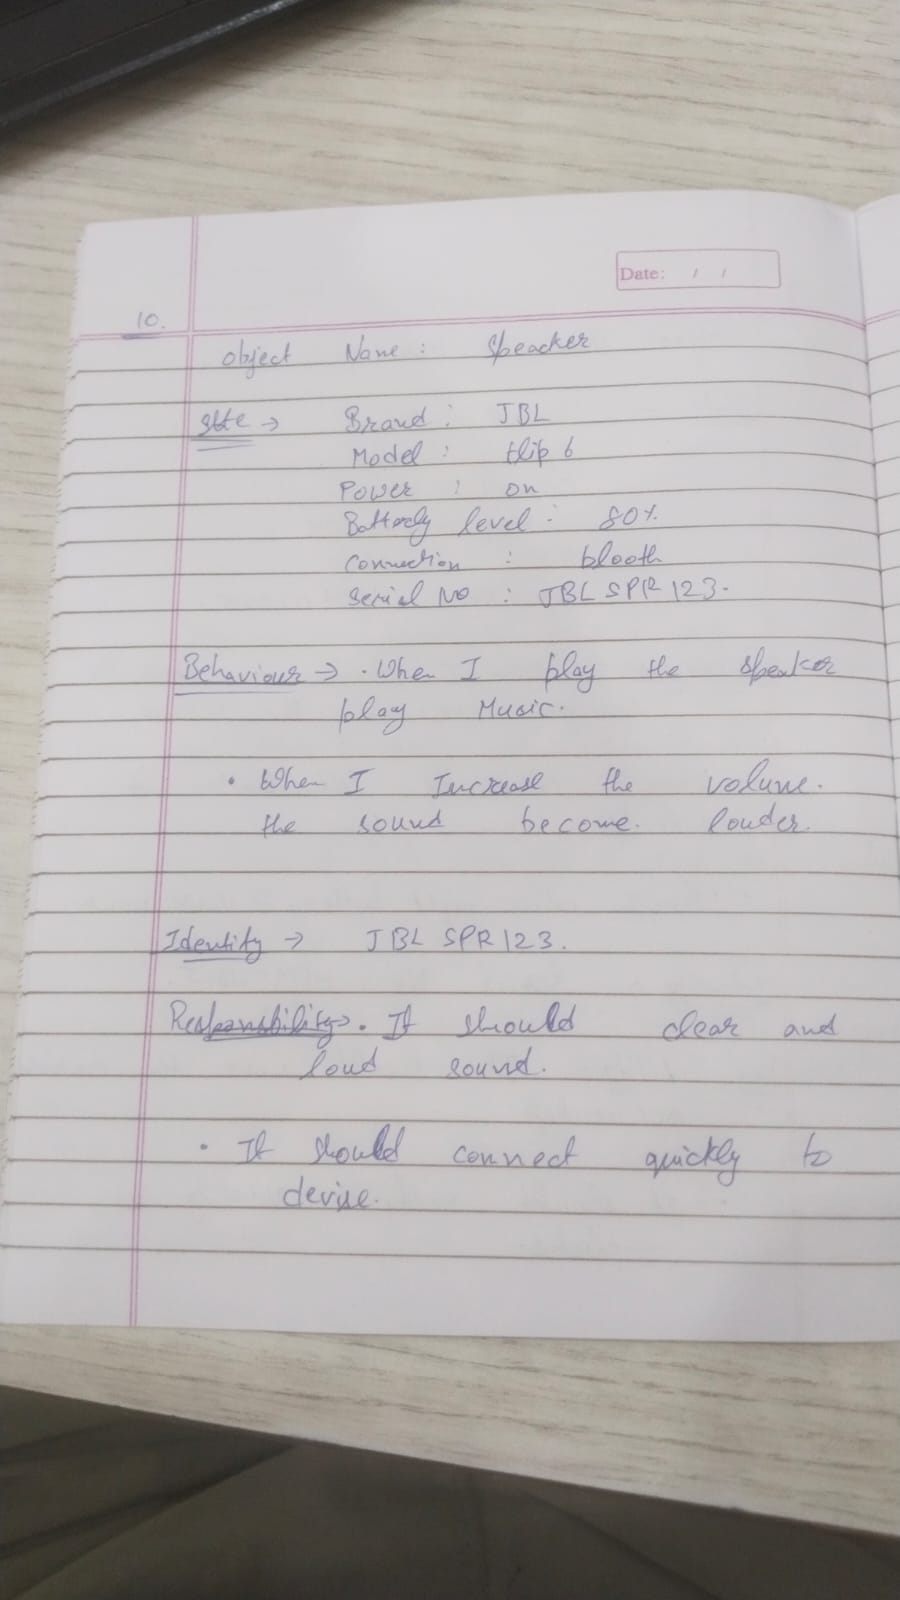 Date: / /
10.
object Name : Speacker
state → Brand : JBL
Model : flip 6
Power : on
Batterly level : 80%
Connection : blooth
Serial No : JBL SPR 123.
Behaviour → . When I play the speaker
play Music.
• When I Increase the volume.
the sound become. louder.
Identity → JBL SPR 123.
Responsibility→ . It should clear and
loud sound.
• It should connect quickly to
devise.